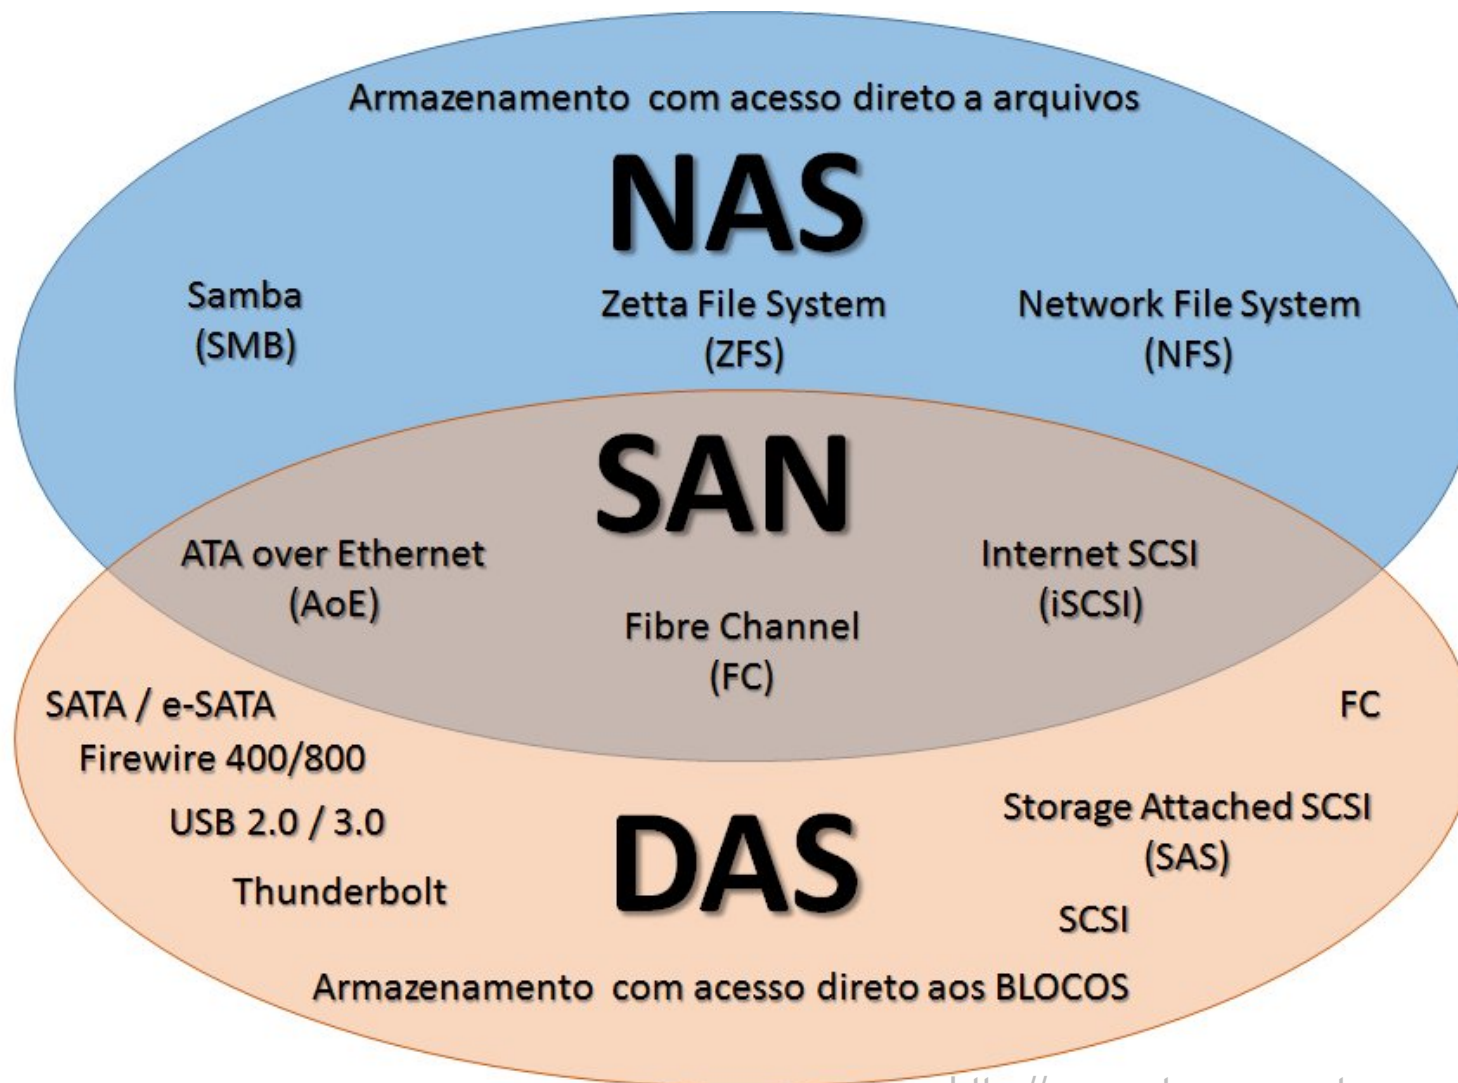 Armazenamento com acesso direto a arquivos
NAS
Samba
(SMB)
Zetta File System
(ZFS)
Network File System
(NFS)
SAN
ATA over Ethernet
(AoE)
Internet SCSI
(iSCSI)
Fibre Channel
(FC)
SATA / e-SATA
Firewire 400/800
USB 2.0 / 3.0
Thunderbolt
FC
Storage Attached SCSI
(SAS)
SCSI
DAS
Armazenamento com acesso direto aos BLOCOS